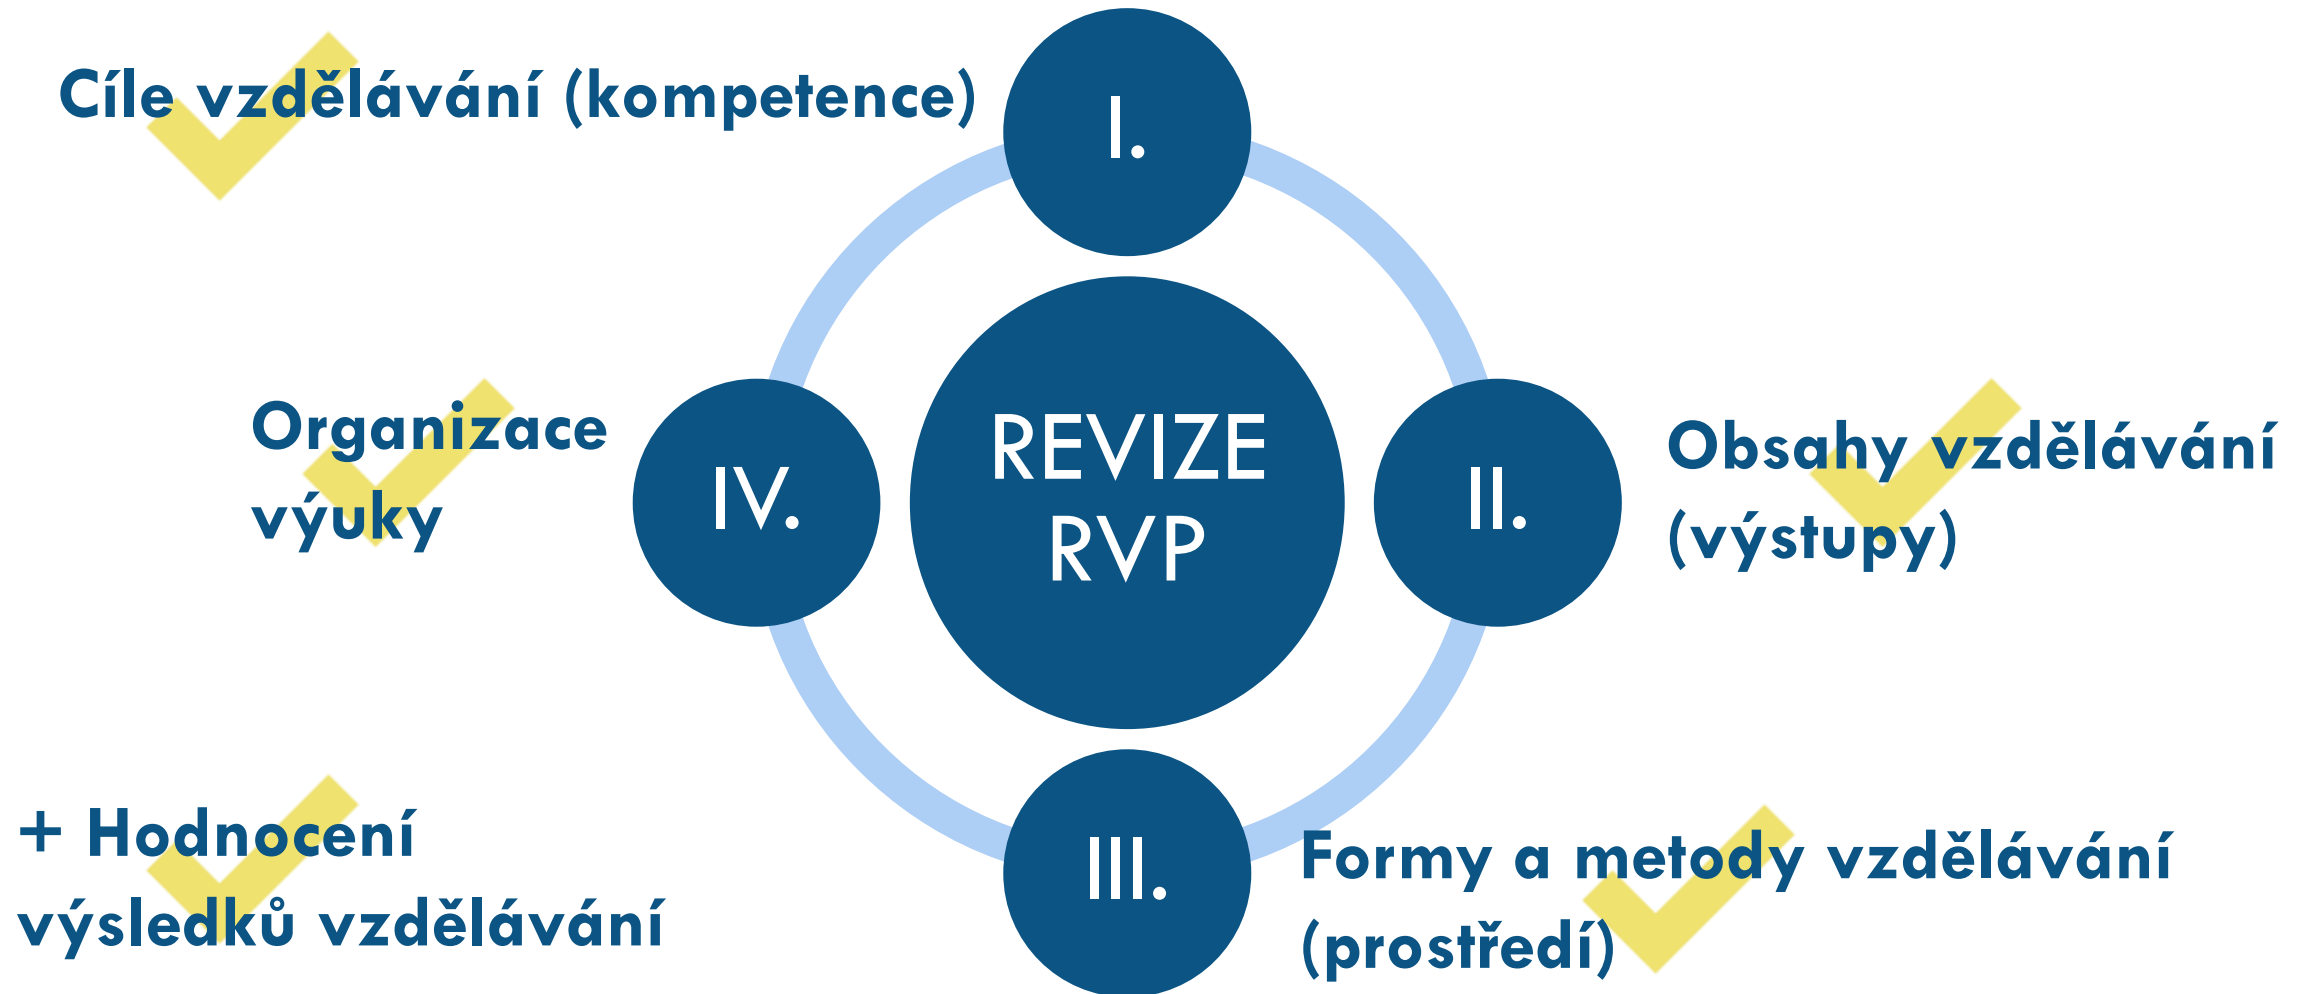 Cíle vzdělávání (kompetence)
I.
REVIZE
RVP
II.
Obsahy vzdělávání
(výstupy)
III.
Formy a metody vzdělávání
(prostředí)
IV.
Organizace
výuky
+ Hodnocení
výsledků vzdělávání